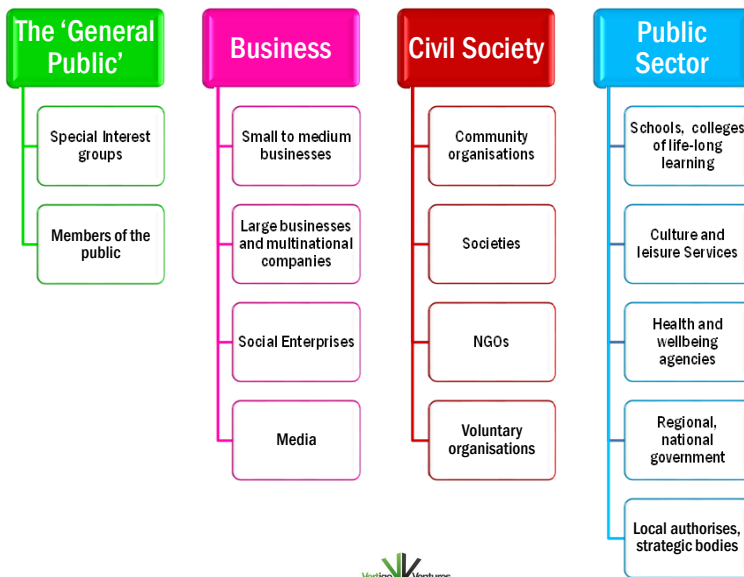 The ‘General
Public’
Special Interest
groups
Members of the
public
Business
Small to medium
businesses
Large businesses
and multinational
companies
Social Enterprises
Media
Civil Society
Community
organisations
Societies
NGOs
Voluntary
organisations
Public
Sector
Schools, colleges
of life-long
learning
Culture and
leisure Services
Health and
wellbeing
agencies
Regional,
national
government
Local authorises,
strategic bodies
Vertigo Ventures